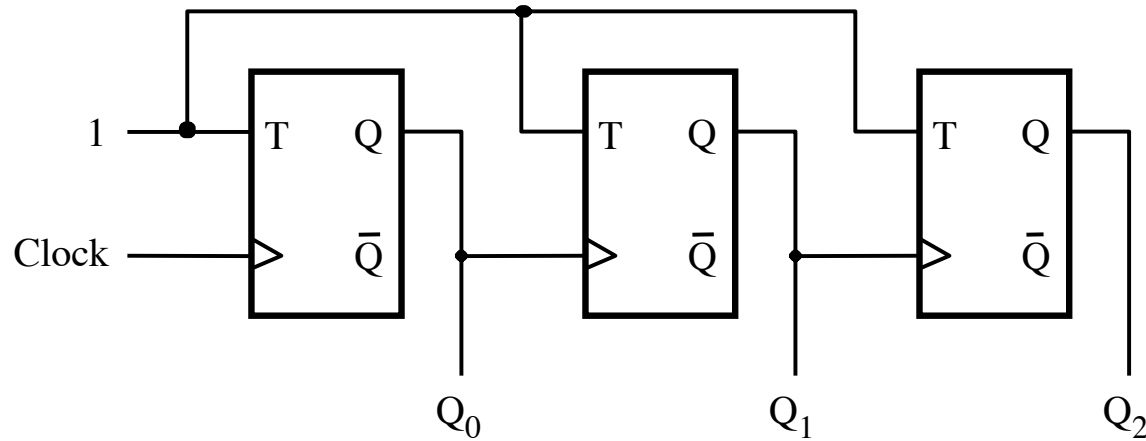 1 T Q T Q T Q
Clock Q̅ Q̅ Q̅
Q₀ Q₁ Q₂